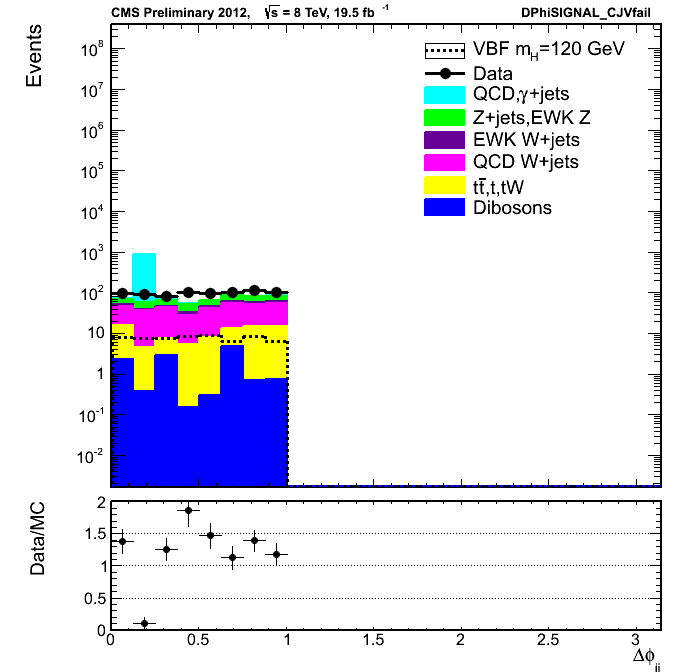 CMS Preliminary 2012, √s = 8 TeV, 19.5 fb⁻¹ DPhiSIGNAL_CJVfail
Events
10⁸
10⁷
10⁶
10⁵
10⁴
10³
10²
10
1
10⁻¹
10⁻²
VBF m_H=120 GeV
Data
QCD,γ+jets
Z+jets,EWK Z
EWK W+jets
QCD W+jets
tt̄,t,tW
Dibosons
Data/MC
2
1.5
1
0.5
0
0 0.5 1 1.5 2 2.5 3
Δϕ_jj